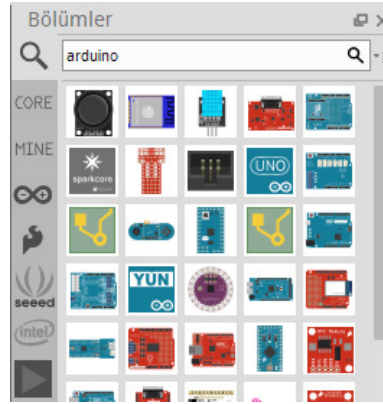 Bölümler
arduino
CORE
MINE
sparkcore
UNO
YUN
seeed
intel